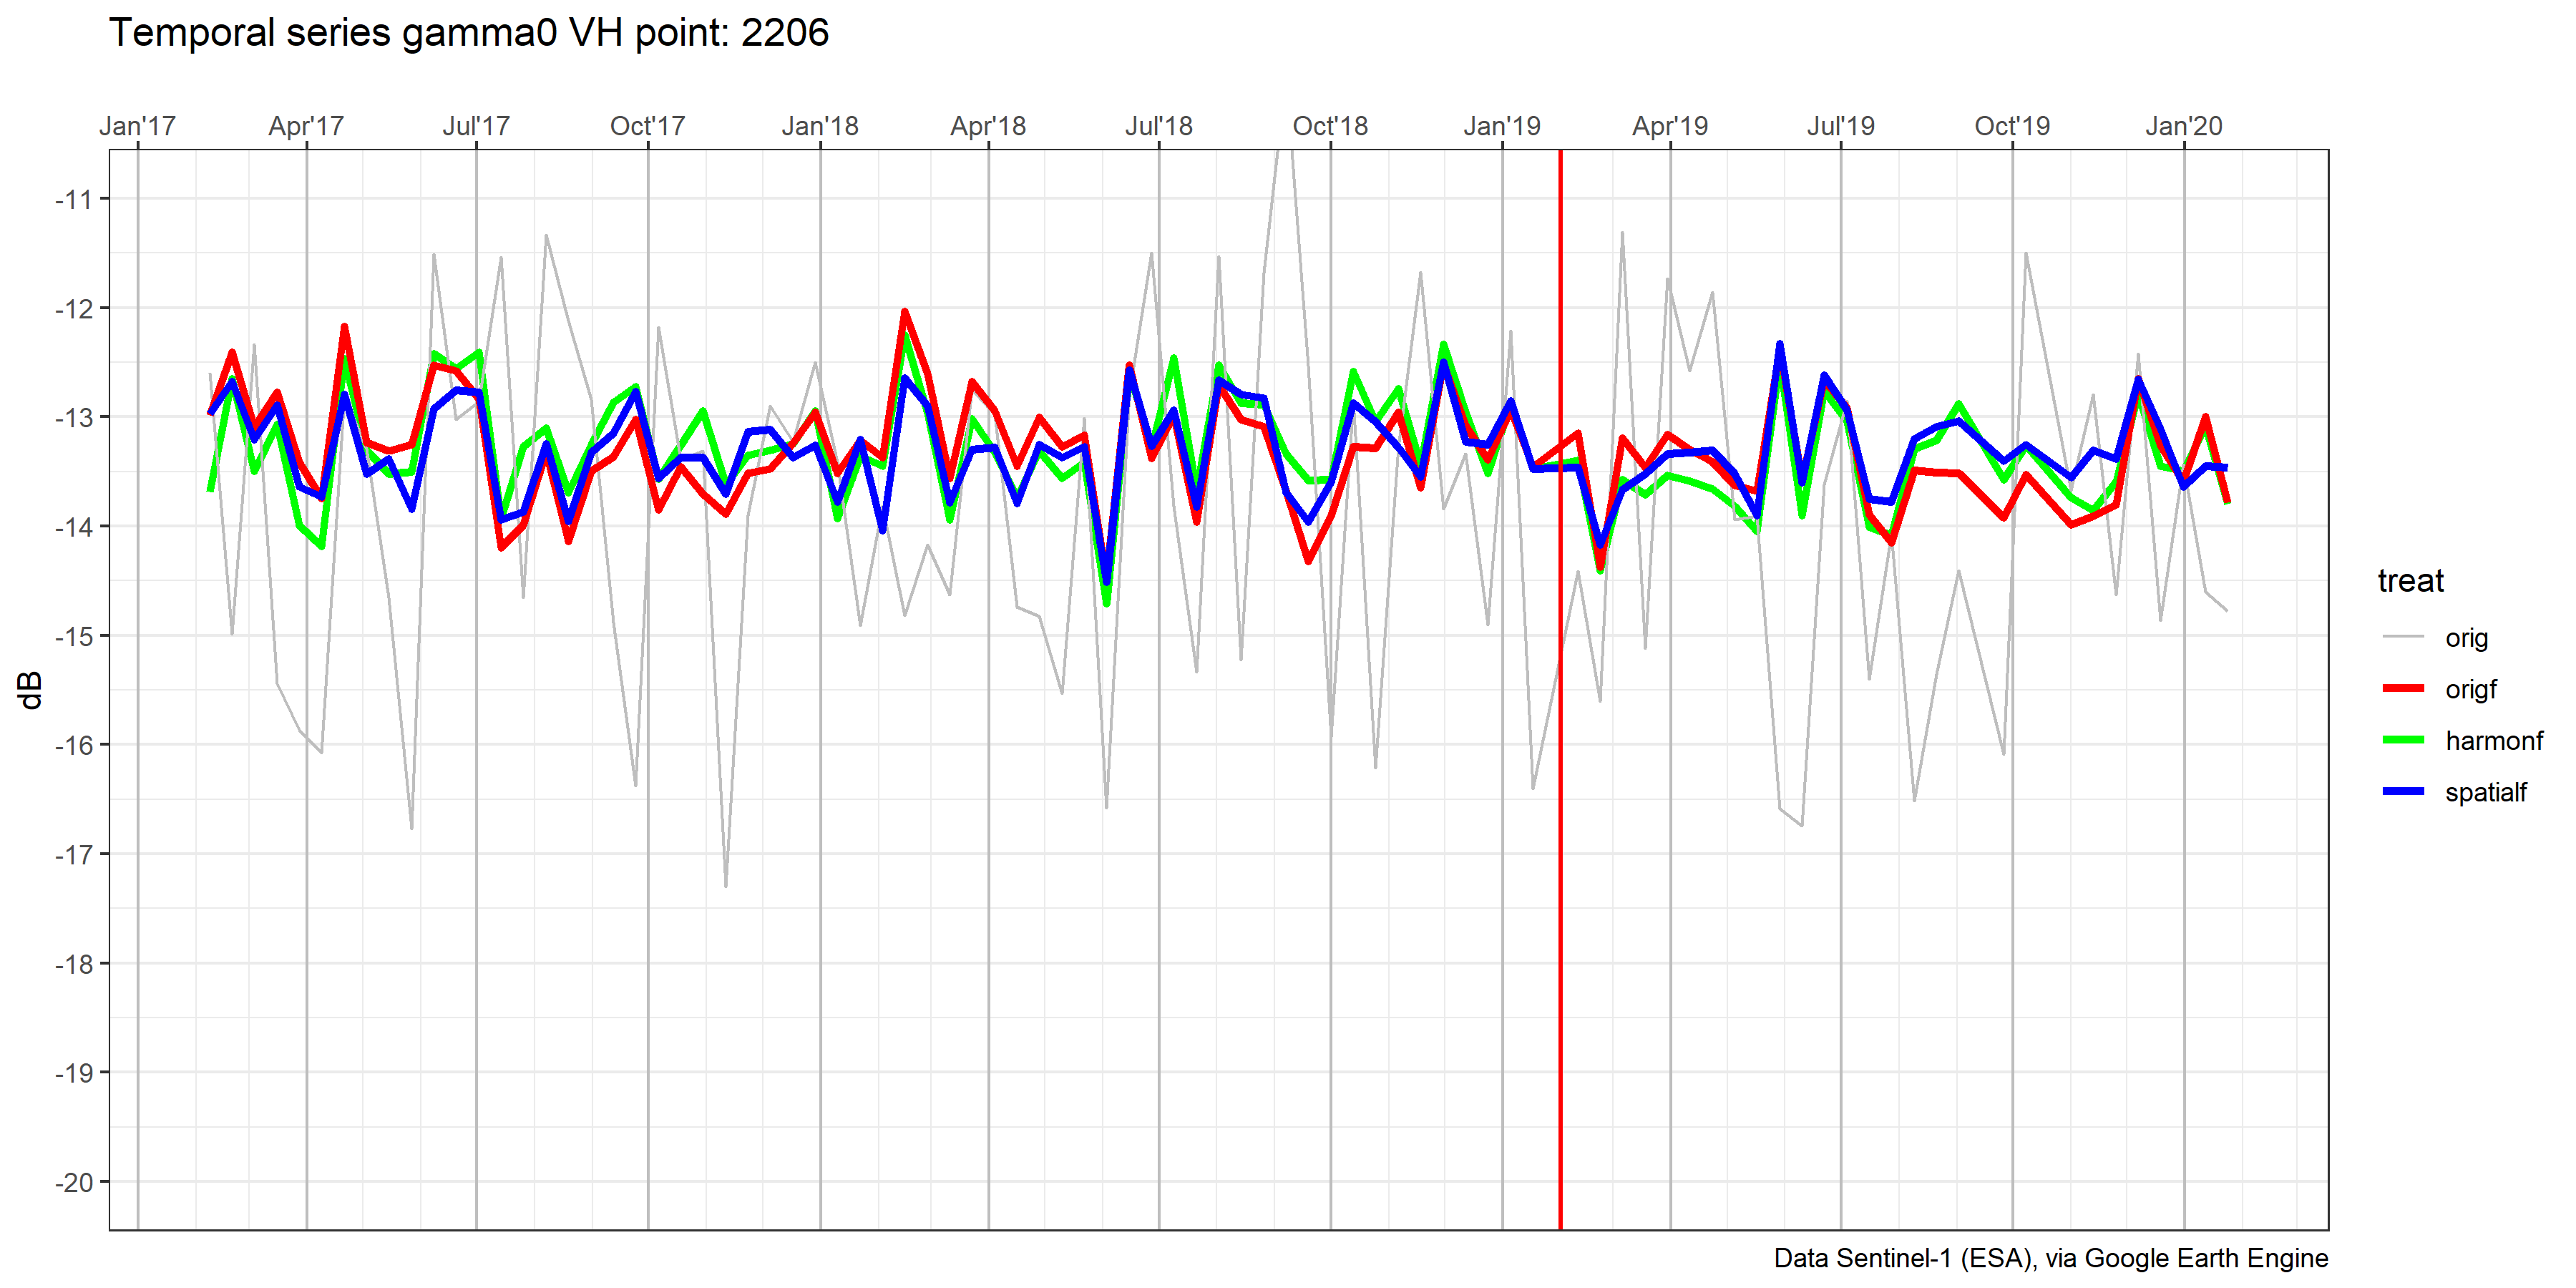 Temporal series gamma0 VH point: 2206
Jan'17 Apr'17 Jul'17 Oct'17 Jan'18 Apr'18 Jul'18 Oct'18 Jan'19 Apr'19 Jul'19 Oct'19 Jan'20
-11
-12
-13
-14
-15
-16
-17
-18
-19
-20
dB
treat
orig
origf
harmonf
spatialf
Data Sentinel-1 (ESA), via Google Earth Engine